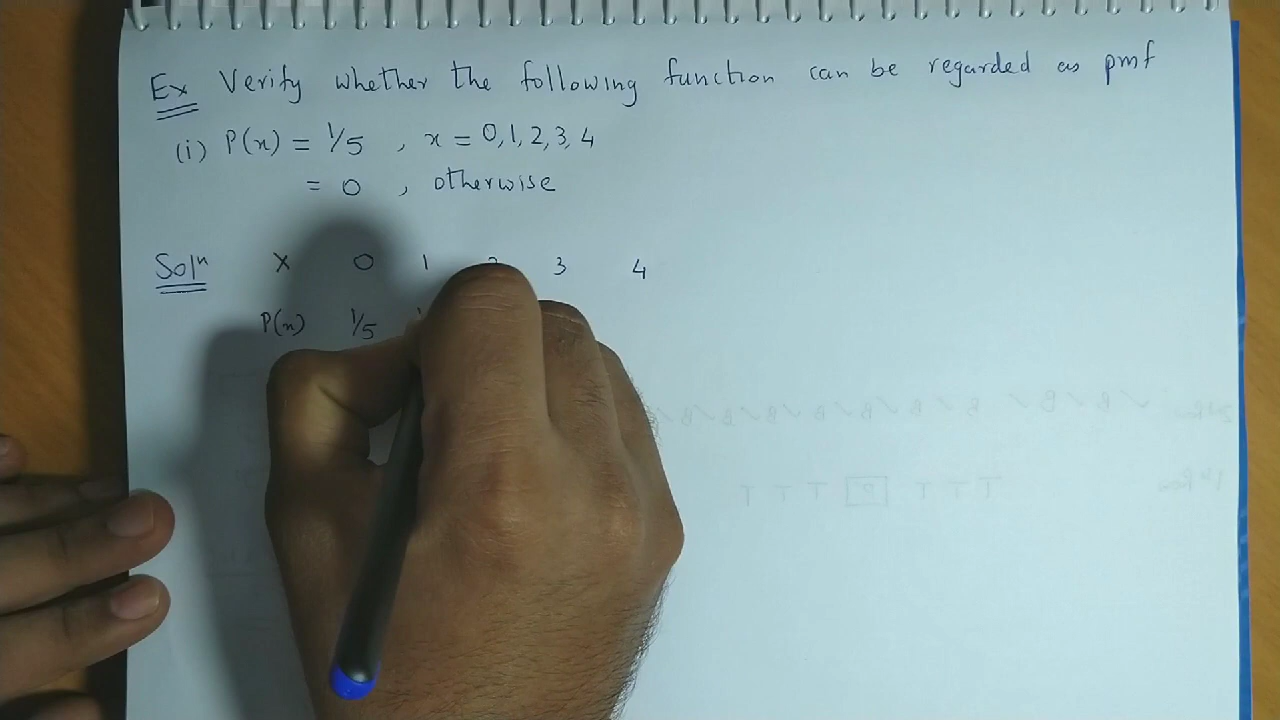 Ex Verify whether the following function can be regarded as pmf
(i) P(x) = 1/5 , x = 0,1,2,3,4
= 0 , otherwise
Solⁿ X 0 1 2 3 4
P(x) 1/5